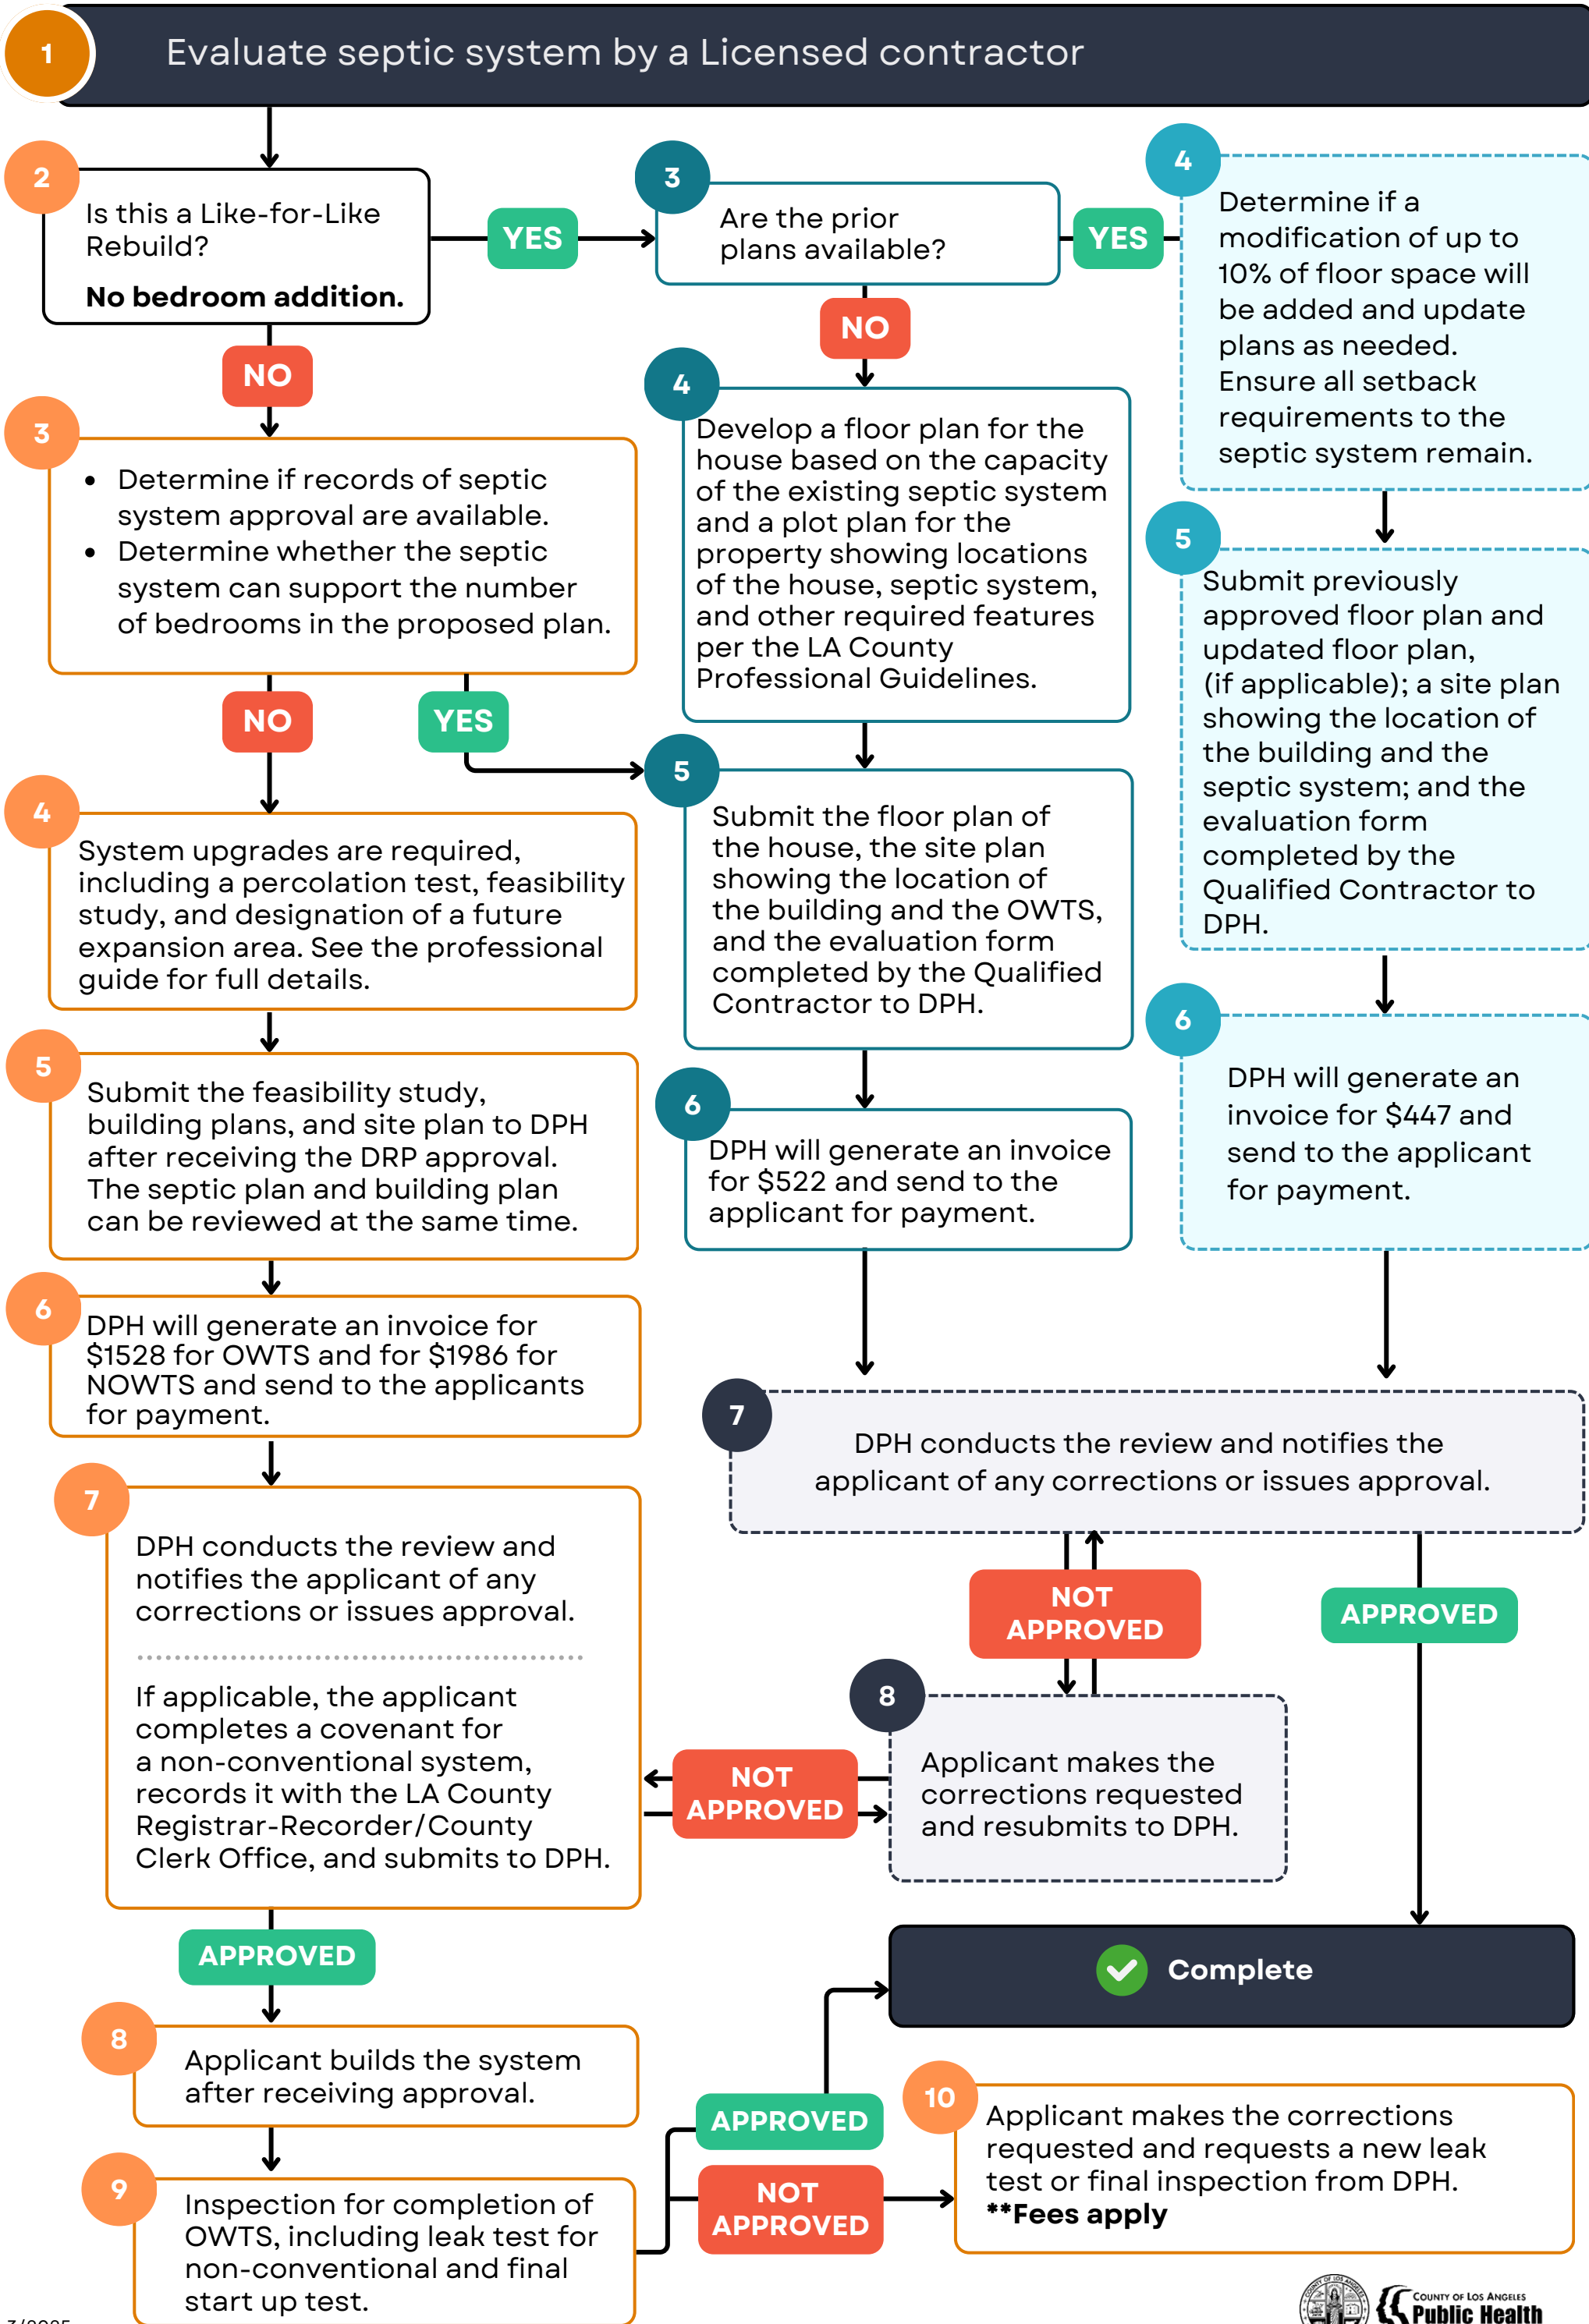 1
Evaluate septic system by a Licensed contractor
2
Is this a Like-for-Like
Rebuild?
No bedroom addition.
YES
3
Are the prior
plans available?
YES
4
Determine if a
modification of up to
10% of floor space will
be added and update
plans as needed.
Ensure all setback
requirements to the
septic system remain.
NO
NO
3
• Determine if records of septic
system approval are available.
• Determine whether the septic
system can support the number
of bedrooms in the proposed plan.
4
Develop a floor plan for the
house based on the capacity
of the existing septic system
and a plot plan for the
property showing locations
of the house, septic system,
and other required features
per the LA County
Professional Guidelines.
5
Submit previously
approved floor plan and
updated floor plan,
(if applicable); a site plan
showing the location of
the building and the
septic system; and the
evaluation form
completed by the
Qualified Contractor to
DPH.
NO
YES
4
System upgrades are required,
including a percolation test, feasibility
study, and designation of a future
expansion area. See the professional
guide for full details.
5
Submit the floor plan of
the house, the site plan
showing the location of
the building and the OWTS,
and the evaluation form
completed by the Qualified
Contractor to DPH.
6
DPH will generate an
invoice for $447 and
send to the applicant
for payment.
5
Submit the feasibility study,
building plans, and site plan to DPH
after receiving the DRP approval.
The septic plan and building plan
can be reviewed at the same time.
6
DPH will generate an invoice
for $522 and send to the
applicant for payment.
6
DPH will generate an invoice for
$1528 for OWTS and for $1986 for
NOWTS and send to the applicants
for payment.
7
DPH conducts the review and notifies the
applicant of any corrections or issues approval.
7
DPH conducts the review and
notifies the applicant of any
corrections or issues approval.
If applicable, the applicant
completes a covenant for
a non-conventional system,
records it with the LA County
Registrar-Recorder/County
Clerk Office, and submits to DPH.
NOT
APPROVED
APPROVED
8
Applicant makes the
corrections requested
and resubmits to DPH.
NOT
APPROVED
APPROVED
Complete
8
Applicant builds the system
after receiving approval.
9
Inspection for completion of
OWTS, including leak test for
non-conventional and final
start up test.
APPROVED
NOT
APPROVED
10
Applicant makes the corrections
requested and requests a new leak
test or final inspection from DPH.
**Fees apply
COUNTY OF LOS ANGELES
Public Health